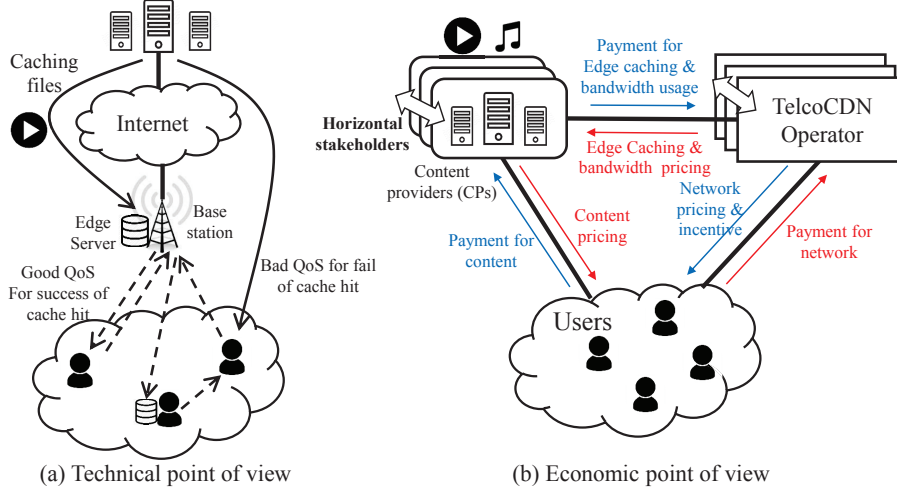 Caching
files
Internet
Edge
Server
Base
station
Good QoS
For success of
cache hit
Bad QoS for fail
of cache hit
(a) Technical point of view
Payment for
Edge caching &
bandwidth usage
TelcoCDN
Operator
Horizontal
stakeholders
Edge Caching &
bandwidth pricing
Content
providers (CPs)
Network
pricing &
incentive
Content
pricing
Payment for
content
Payment for
network
Users
(b) Economic point of view